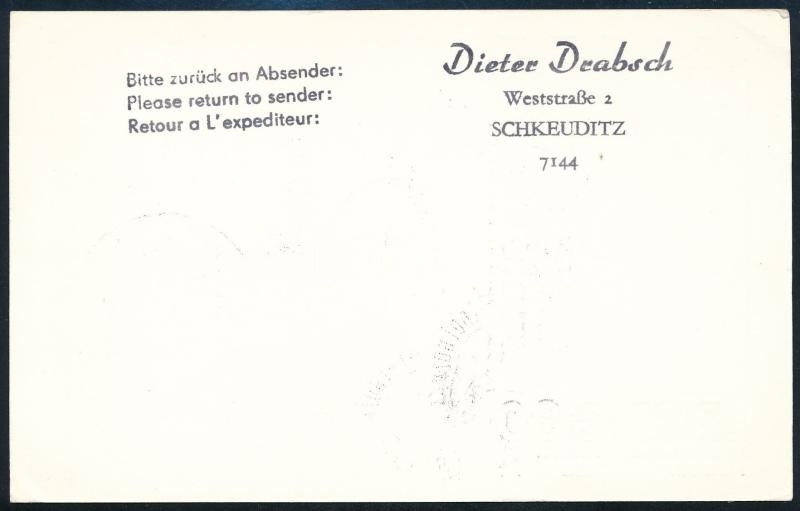 Bitte zurück an Absender:
Please return to sender:
Retour a L'expediteur:
Dieter Drabsch
Weststraße 2
SCHKEUDITZ
7144